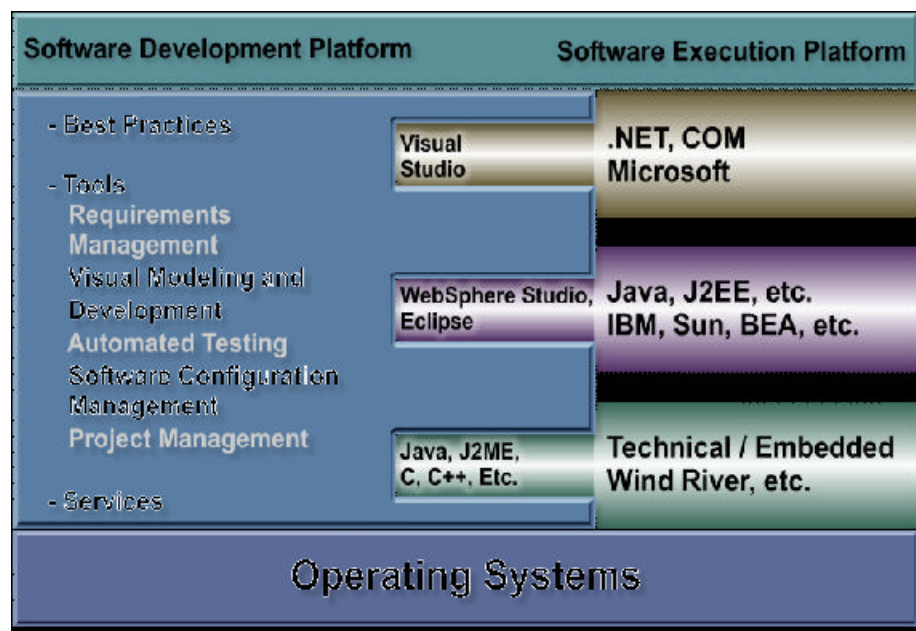 Software Development Platform
Software Execution Platform
- Best Practices
- Tools
Requirements
Management
Visual Modeling and
Development
Automated Testing
Software Configuration
Management
Project Management
- Services
Visual
Studio
.NET, COM
Microsoft
WebSphere Studio,
Eclipse
Java, J2EE, etc.
IBM, Sun, BEA, etc.
Java, J2ME,
C, C++, Etc.
Technical / Embedded
Wind River, etc.
Operating Systems